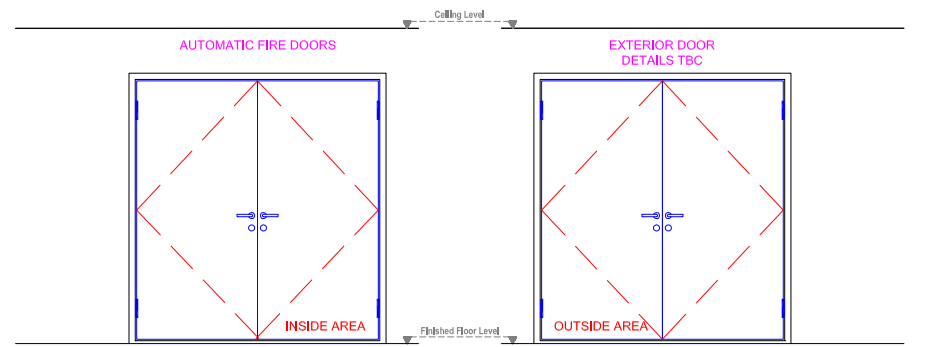 Ceiling Level
AUTOMATIC FIRE DOORS
EXTERIOR DOOR
DETAILS TBC
INSIDE AREA
OUTSIDE AREA
Finished Floor Level